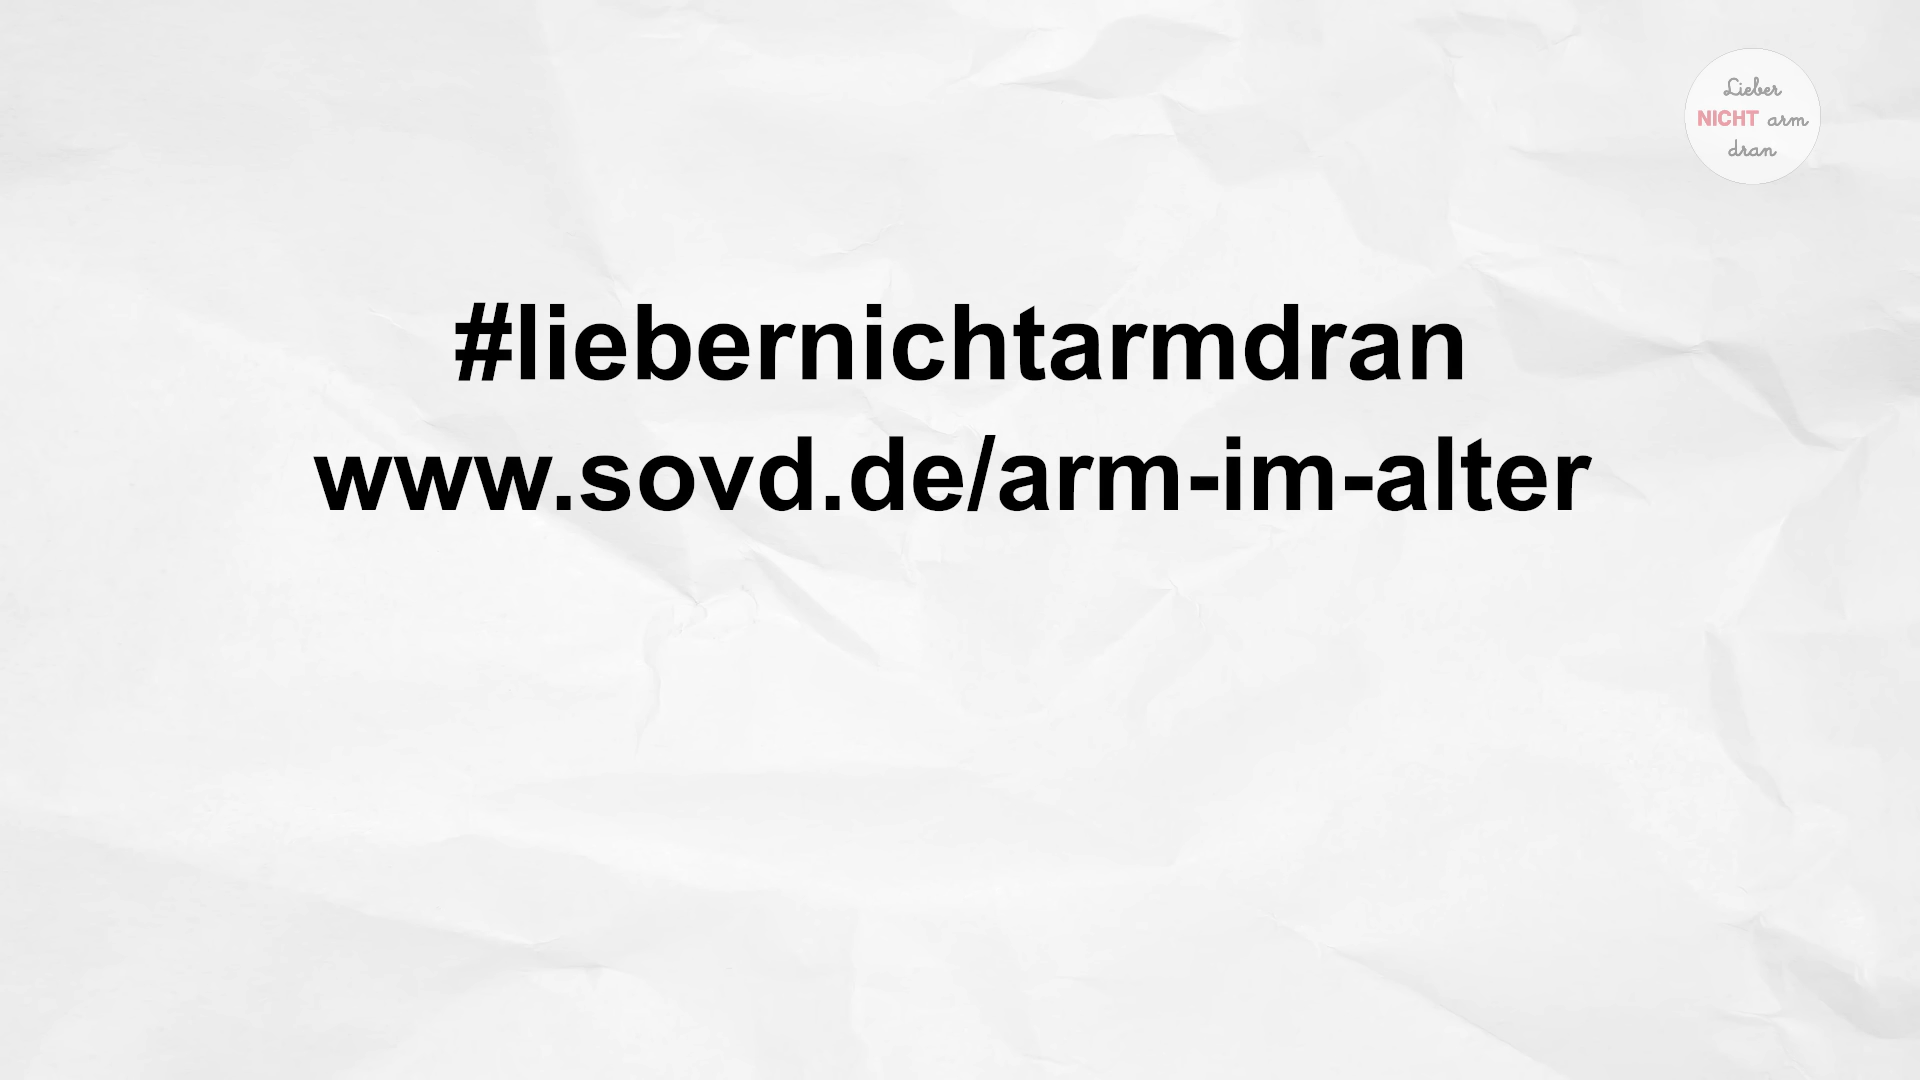 Lieber
NICHT arm
dran
#liebernichtarmdran
www.sovd.de/arm-im-alter